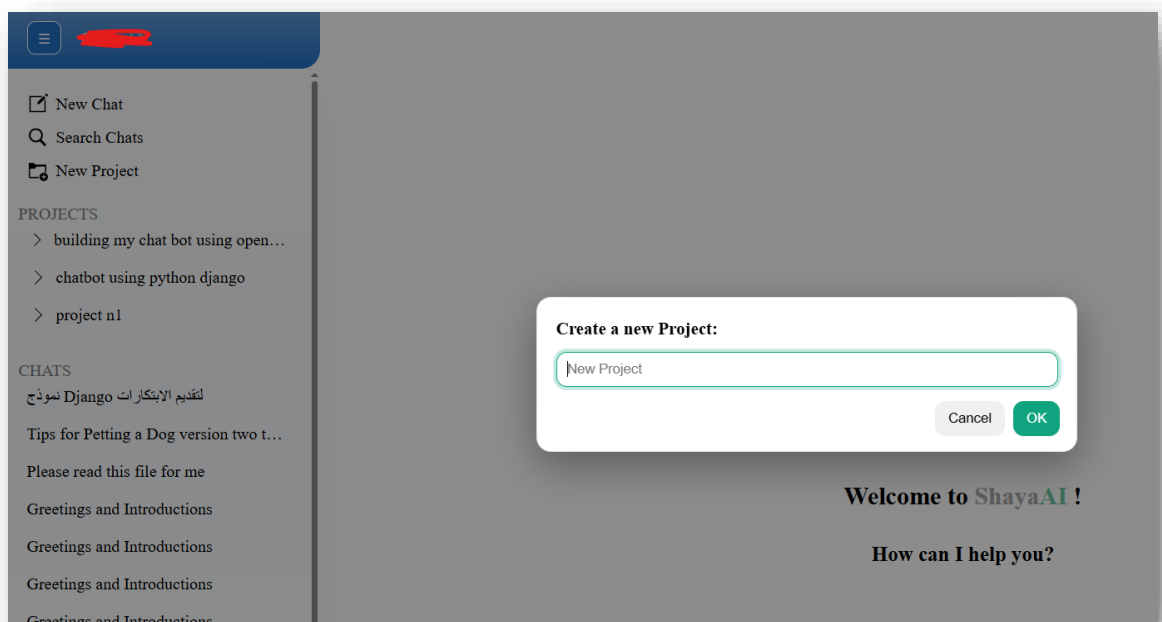 New Chat
Search Chats
New Project
PROJECTS
building my chat bot using open…
chatbot using python django
project n1
CHATS
نموذج Django لتقديم الابتكارات
Tips for Petting a Dog version two t…
Please read this file for me
Greetings and Introductions
Greetings and Introductions
Greetings and Introductions
Greetings and Introductions
Create a new Project:
New Project
Cancel
OK
Welcome to ShayaAI !
How can I help you?